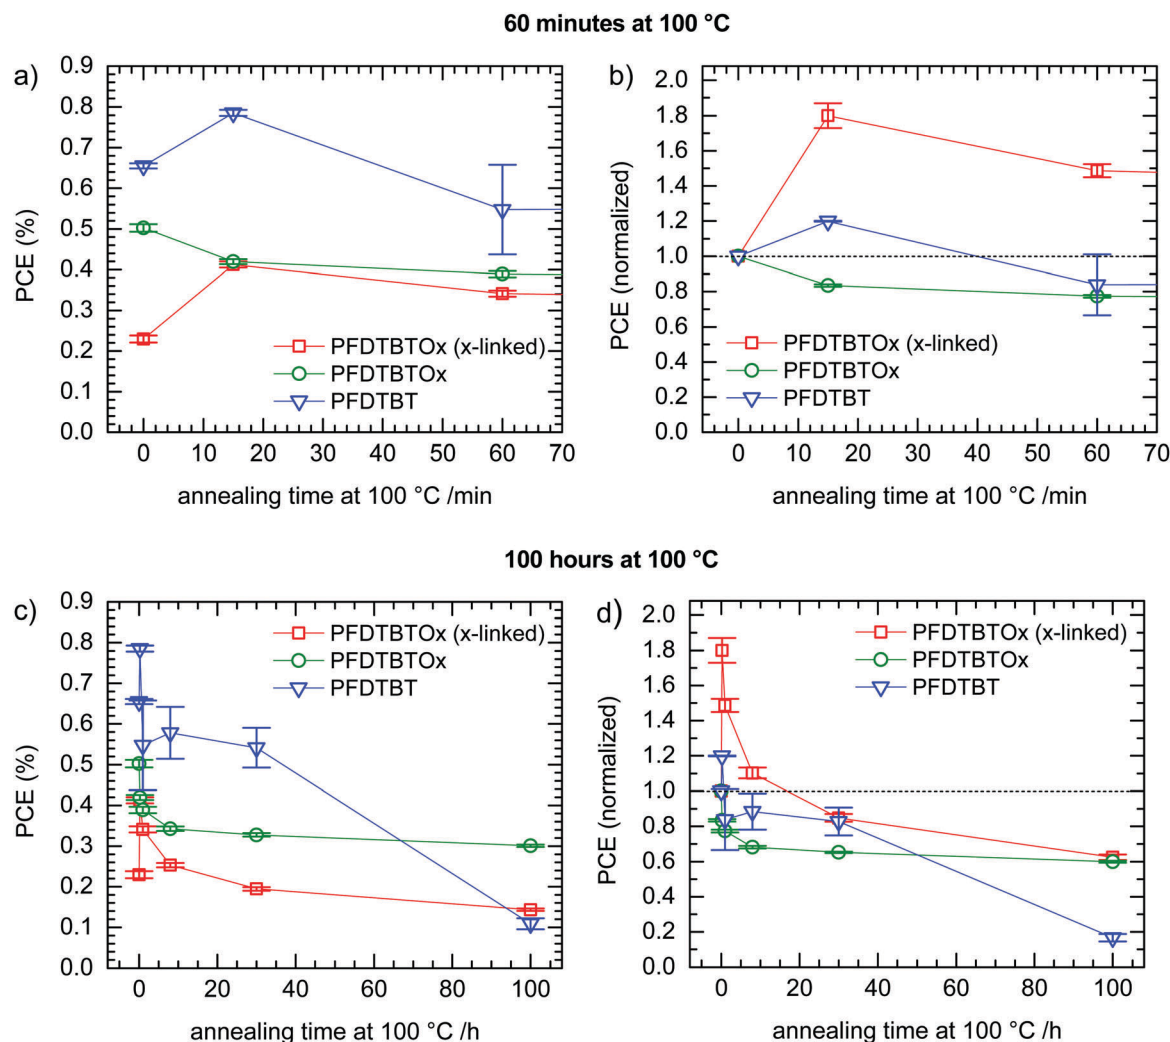 60 minutes at 100 °C
a)
0.9
0.8
0.7
0.6
0.5
0.4
0.3
0.2
0.1
0.0
PCE (%)
PFDTBTOx (x-linked)
PFDTBTOx
PFDTBT
0 10 20 30 40 50 60 70
annealing time at 100 °C /min
b)
2.0
1.8
1.6
1.4
1.2
1.0
0.8
0.6
0.4
0.2
0.0
PCE (normalized)
PFDTBTOx (x-linked)
PFDTBTOx
PFDTBT
0 10 20 30 40 50 60 70
annealing time at 100 °C /min
100 hours at 100 °C
c)
0.9
0.8
0.7
0.6
0.5
0.4
0.3
0.2
0.1
0.0
PCE (%)
PFDTBTOx (x-linked)
PFDTBTOx
PFDTBT
0 20 40 60 80 100
annealing time at 100 °C /h
d)
2.0
1.8
1.6
1.4
1.2
1.0
0.8
0.6
0.4
0.2
0.0
PCE (normalized)
PFDTBTOx (x-linked)
PFDTBTOx
PFDTBT
0 20 40 60 80 100
annealing time at 100 °C /h